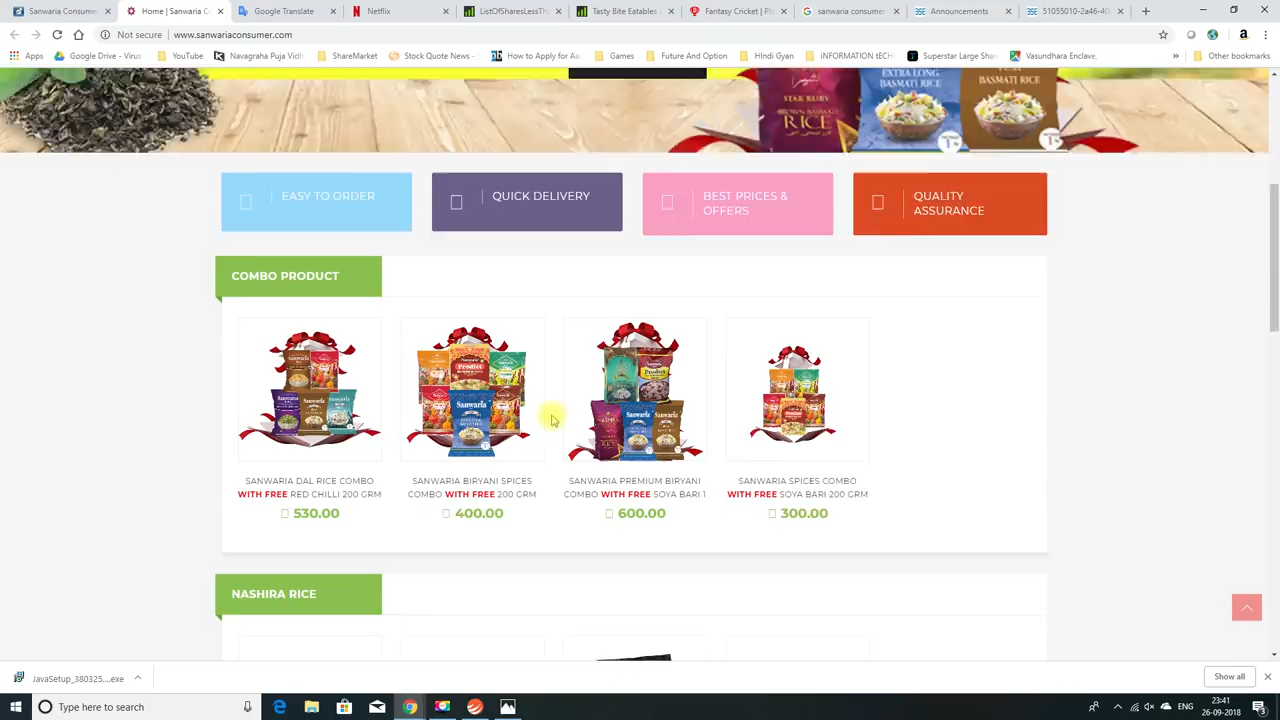 Sanwaria Consumer
Home | Sanwaria C
Google Translate
Netflix
ListOfSharesLessTh
Tasty Bite Eatables
Fantasy Cricket | Pl
sanwaria consumer
Announcements
51055010-2a46-40
Not secure | www.sanwariaconsumer.com
Apps
Google Drive - Virus
YouTube
Navagraha Puja Vidh
ShareMarket
Stock Quote News -
How to Apply for Aa
Games
Future And Option
HIndi Gyan
iNFORMATION tECH
Superstar Large Shar
Vasundhara Enclave,
»
Other bookmarks
STAR RUBY
RICE
EXTRA LONG
BASMATI RICE
BASMATI RICE
EASY TO ORDER
QUICK DELIVERY
BEST PRICES &
OFFERS
QUALITY
ASSURANCE
COMBO PRODUCT
SANWARIA DAL RICE COMBO
WITH FREE RED CHILLI 200 GRM
530.00
SANWARIA BIRYANI SPICES
COMBO WITH FREE 200 GRM
400.00
SANWARIA PREMIUM BIRYANI
COMBO WITH FREE SOYA BARI 1
600.00
SANWARIA SPICES COMBO
WITH FREE SOYA BARI 200 GRM
300.00
NASHIRA RICE
JavaSetup_380325....exe
Show all
Type here to search
ENG
23:41
26-09-2018